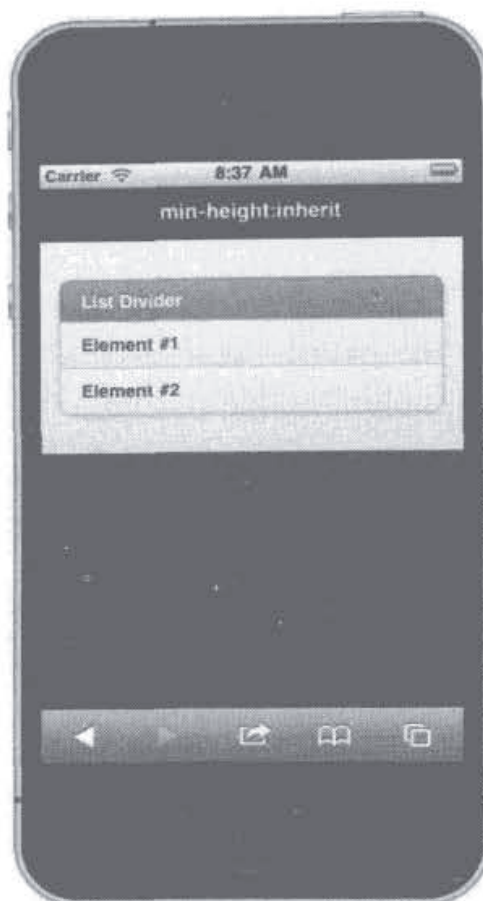 Carrier 8:37 AM
min-height:inherit
List Divider
Element #1
Element #2